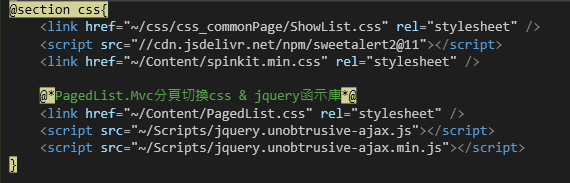 @section css{
<link href="~/css/css_commonPage/ShowList.css" rel="stylesheet" />
<script src="//cdn.jsdelivr.net/npm/sweetalert2@11"></script>
<link href="~/Content/spinkit.min.css" rel="stylesheet" />
@*PagedList.Mvc分頁切換css & jquery函示庫*@
<link href="~/Content/PagedList.css" rel="stylesheet" />
<script src="~/Scripts/jquery.unobtrusive-ajax.js"></script>
<script src="~/Scripts/jquery.unobtrusive-ajax.min.js"></script>
}